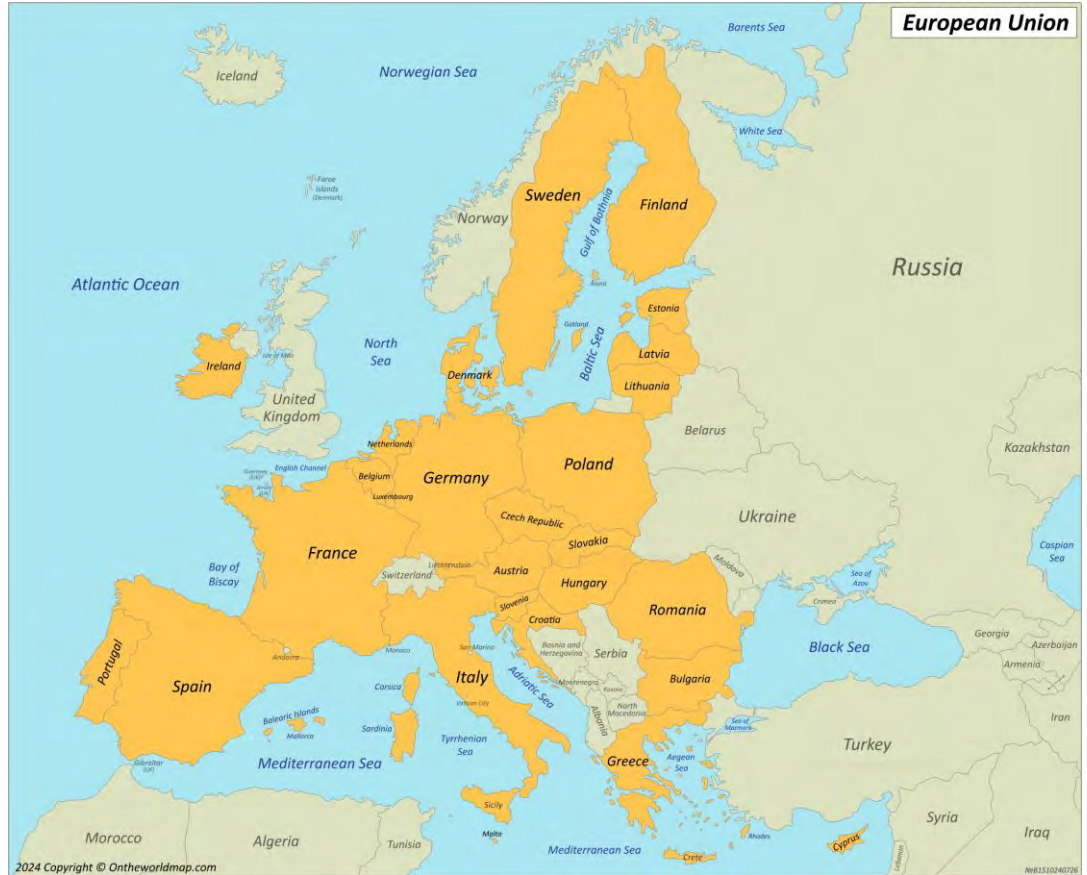 European Union
Barents Sea
Norwegian Sea
Iceland
White Sea
Faroe
Islands
(Denmark)
Sweden
Finland
Norway
Gulf of Bothnia
Russia
Atlantic Ocean
Åland
Estonia
North
Sea
Gotland
Baltic Sea
Latvia
Isle of Man
Ireland
Denmark
Lithuania
United
Kingdom
Belarus
Netherlands
Kazakhstan
English Channel
Guernsey
(UK)
Jersey
(UK)
Belgium
Germany
Poland
Luxembourg
Ukraine
Czech Republic
Slovakia
France
Caspian
Sea
Liechtenstein
Switzerland
Austria
Hungary
Moldova
Bay of
Biscay
Sea of
Azov
Slovenia
Romania
Crimea
Croatia
Georgia
Black Sea
Monaco
San Marino
Bosnia and
Herzegovina
Serbia
Azerbaijan
Andorra
Armenia
Portugal
Spain
Corsica
Italy
Adriatic Sea
Montenegro
Kosovo
Bulgaria
Vatican City
North
Macedonia
Iran
Balearic Islands
Mallorca
Sardinia
Albania
Sea of
Marmara
Tyrrhenian
Sea
Turkey
Gibraltar
(UK)
Mediterranean Sea
Greece
Aegean
Sea
Sicily
Syria
Morocco
Algeria
Tunisia
Malta
Rhodes
Iraq
Mediterranean Sea
Crete
Cyprus
Lebanon
2024 Copyright © Ontheworldmap.com
NeB1510240726